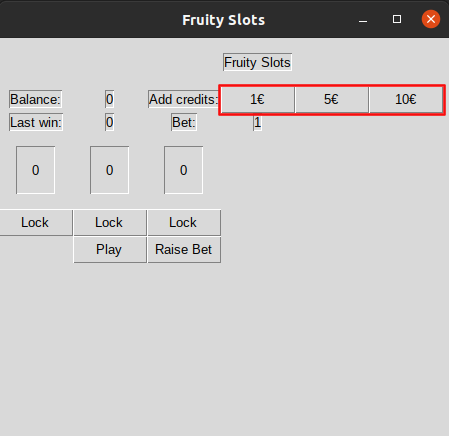 Fruity Slots
Fruity Slots
Balance: 0 Add credits: 1€ 5€ 10€
Last win: 0 Bet: 1
0 0 0
Lock Lock Lock
Play Raise Bet